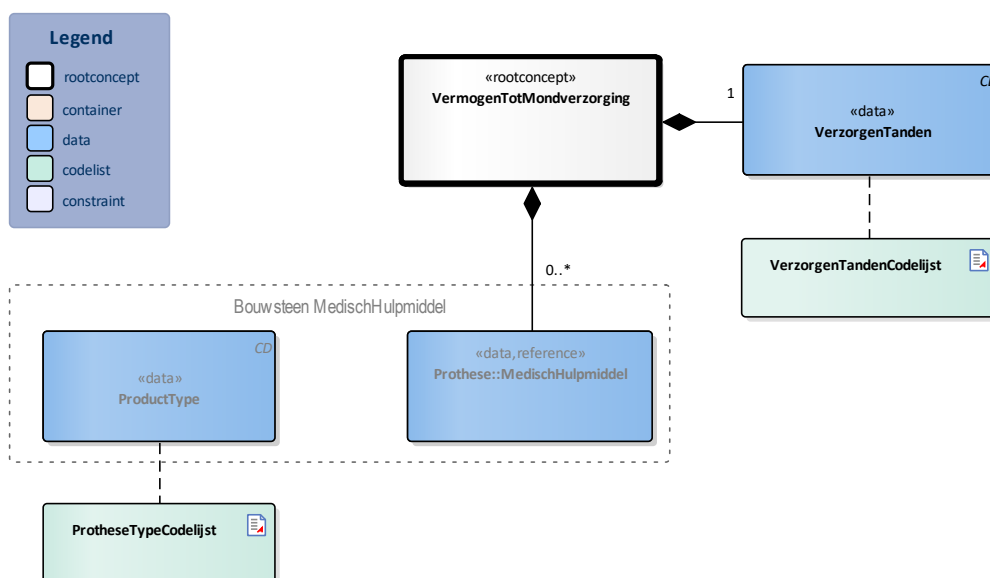 Legend
rootconcept
container
data
codelist
constraint
«rootconcept»
VermogenTotMondverzorging
1
«data»
VerzorgenTanden
VerzorgenTandenCodelijst
0..*
Bouwsteen MedischHulpmiddel
CD
«data»
ProductType
«data,reference»
Prothese::MedischHulpmiddel
ProtheseTypeCodelijst